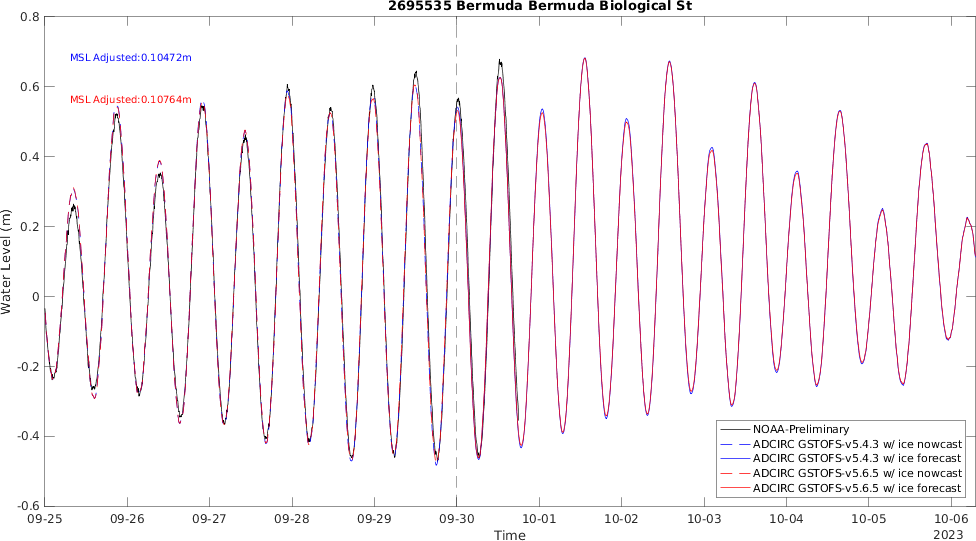 2695535 Bermuda Bermuda Biological St
0.8
MSL Adjusted:0.10472m
0.6
MSL Adjusted:0.10764m
0.4
0.2
Water Level (m)
0
-0.2
-0.4
NOAA-Preliminary
ADCIRC GSTOFS-v5.4.3 w/ ice nowcast
ADCIRC GSTOFS-v5.4.3 w/ ice forecast
ADCIRC GSTOFS-v5.6.5 w/ ice nowcast
ADCIRC GSTOFS-v5.6.5 w/ ice forecast
-0.6
09-25 09-26 09-27 09-28 09-29 09-30 10-01 10-02 10-03 10-04 10-05 10-06
Time
2023